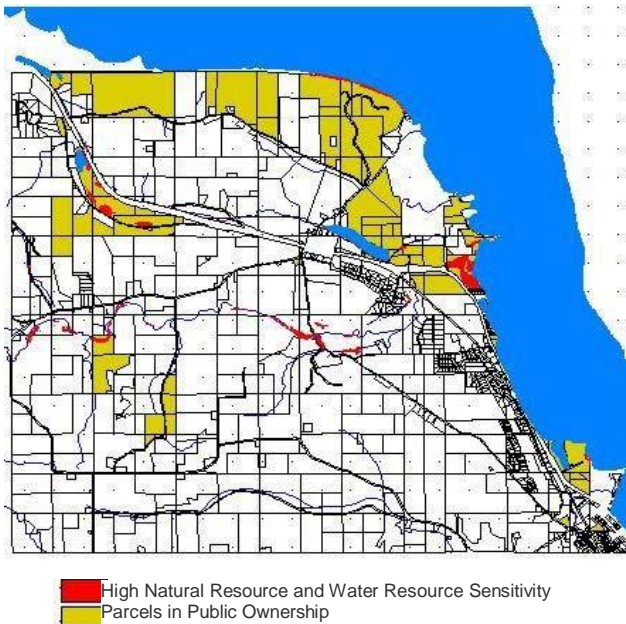 High Natural Resource and Water Resource Sensitivity
Parcels in Public Ownership